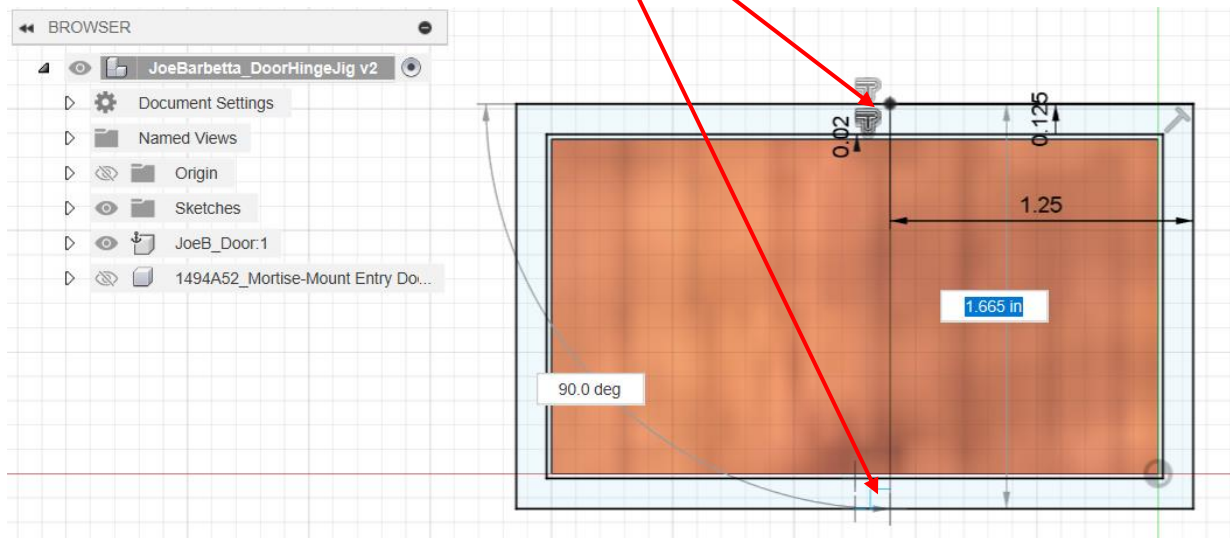 BROWSER
JoeBarbetta_DoorHingeJig v2
Document Settings
Named Views
Origin
Sketches
JoeB_Door:1
1494A52_Mortise-Mount Entry Do...
0.02
0.125
1.25
1.665 in
90.0 deg